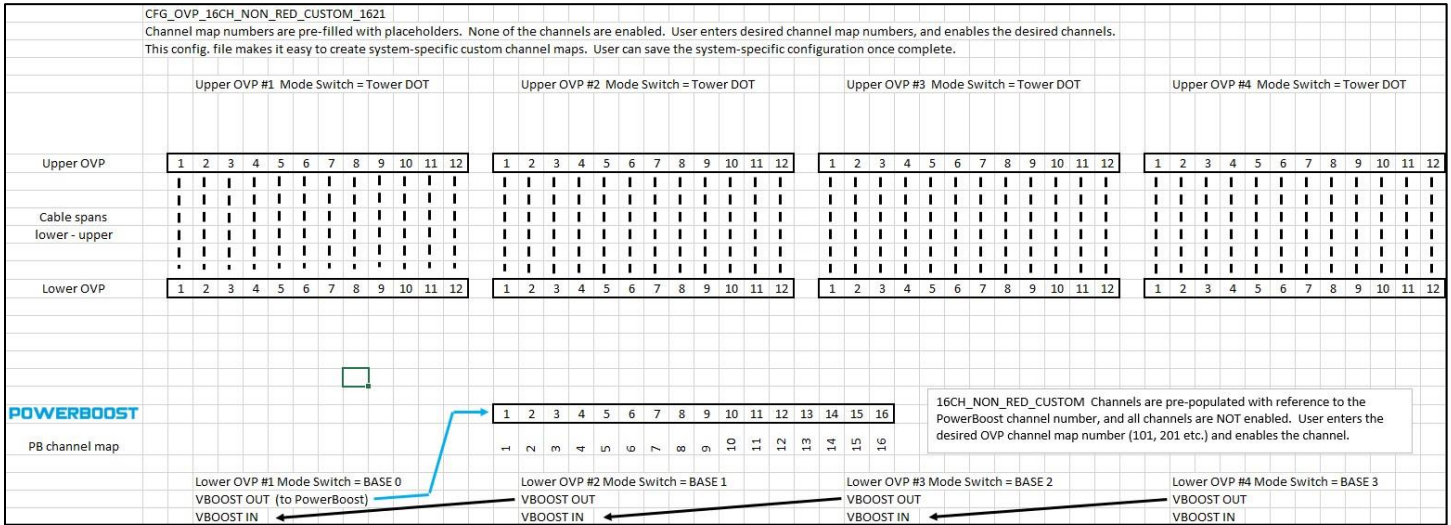 CFG_OVP_16CH_NON_RED_CUSTOM_1621
Channel map numbers are pre-filled with placeholders. None of the channels are enabled. User enters desired channel map numbers, and enables the desired channels.
This config. file makes it easy to create system-specific custom channel maps. User can save the system-specific configuration once complete.
Upper OVP #1 Mode Switch = Tower DOT Upper OVP #2 Mode Switch = Tower DOT Upper OVP #3 Mode Switch = Tower DOT Upper OVP #4 Mode Switch = Tower DOT
Upper OVP 1 2 3 4 5 6 7 8 9 10 11 12 1 2 3 4 5 6 7 8 9 10 11 12 1 2 3 4 5 6 7 8 9 10 11 12 1 2 3 4 5 6 7 8 9 10 11 12
Cable spans
lower - upper
Lower OVP 1 2 3 4 5 6 7 8 9 10 11 12 1 2 3 4 5 6 7 8 9 10 11 12 1 2 3 4 5 6 7 8 9 10 11 12 1 2 3 4 5 6 7 8 9 10 11 12
POWERBOOST 1 2 3 4 5 6 7 8 9 10 11 12 13 14 15 16
PB channel map 1 2 3 4 5 6 7 8 9 10 11 12 13 14 15 16
16CH_NON_RED_CUSTOM Channels are pre-populated with reference to the
PowerBoost channel number, and all channels are NOT enabled. User enters the
desired OVP channel map number (101, 201 etc.) and enables the channel.
Lower OVP #1 Mode Switch = BASE 0 Lower OVP #2 Mode Switch = BASE 1 Lower OVP #3 Mode Switch = BASE 2 Lower OVP #4 Mode Switch = BASE 3
VBOOST OUT (to PowerBoost) VBOOST OUT VBOOST OUT VBOOST OUT
VBOOST IN VBOOST IN VBOOST IN VBOOST IN